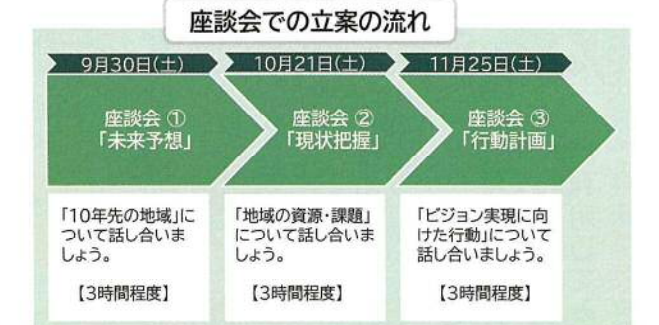 座談会での立案の流れ
9月30日(土)
10月21日(土)
11月25日(土)
座談会 ①
「未来予想」
座談会 ②
「現状把握」
座談会 ③
「行動計画」
「10年先の地域」に
ついて話し合いま
しょう。
【3時間程度】
「地域の資源・課題」
について話し合いま
しょう。
【3時間程度】
「ビジョン実現に向
けた行動」について
話し合いましょう。
【3時間程度】